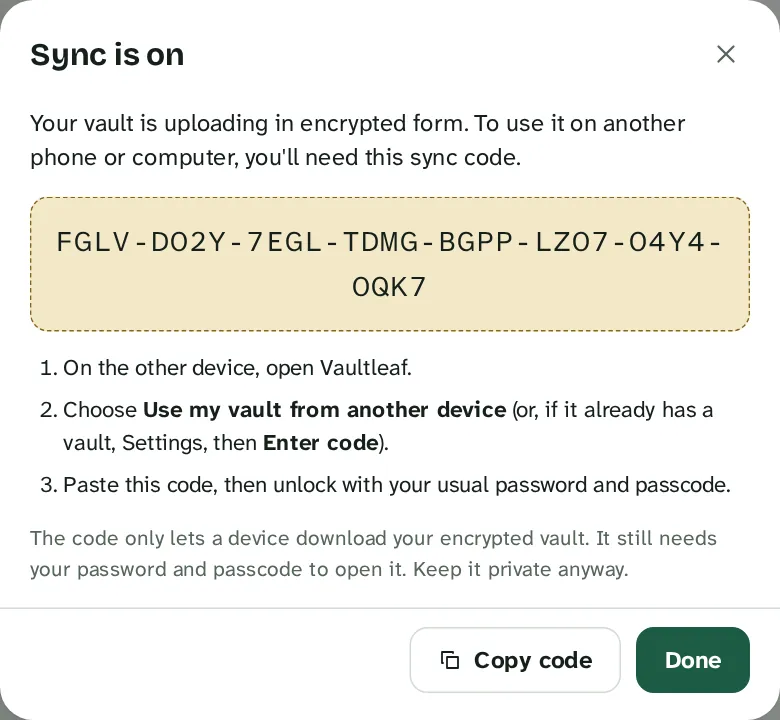 Sync is on
Your vault is uploading in encrypted form. To use it on another
phone or computer, you'll need this sync code.
FGLV-DO2Y-7EGL-TDMG-BGPP-LZO7-O4Y4-
OQK7
1. On the other device, open Vaultleaf.
2. Choose Use my vault from another device (or, if it already has a
vault, Settings, then Enter code).
3. Paste this code, then unlock with your usual password and passcode.
The code only lets a device download your encrypted vault. It still needs
your password and passcode to open it. Keep it private anyway.
Copy code
Done